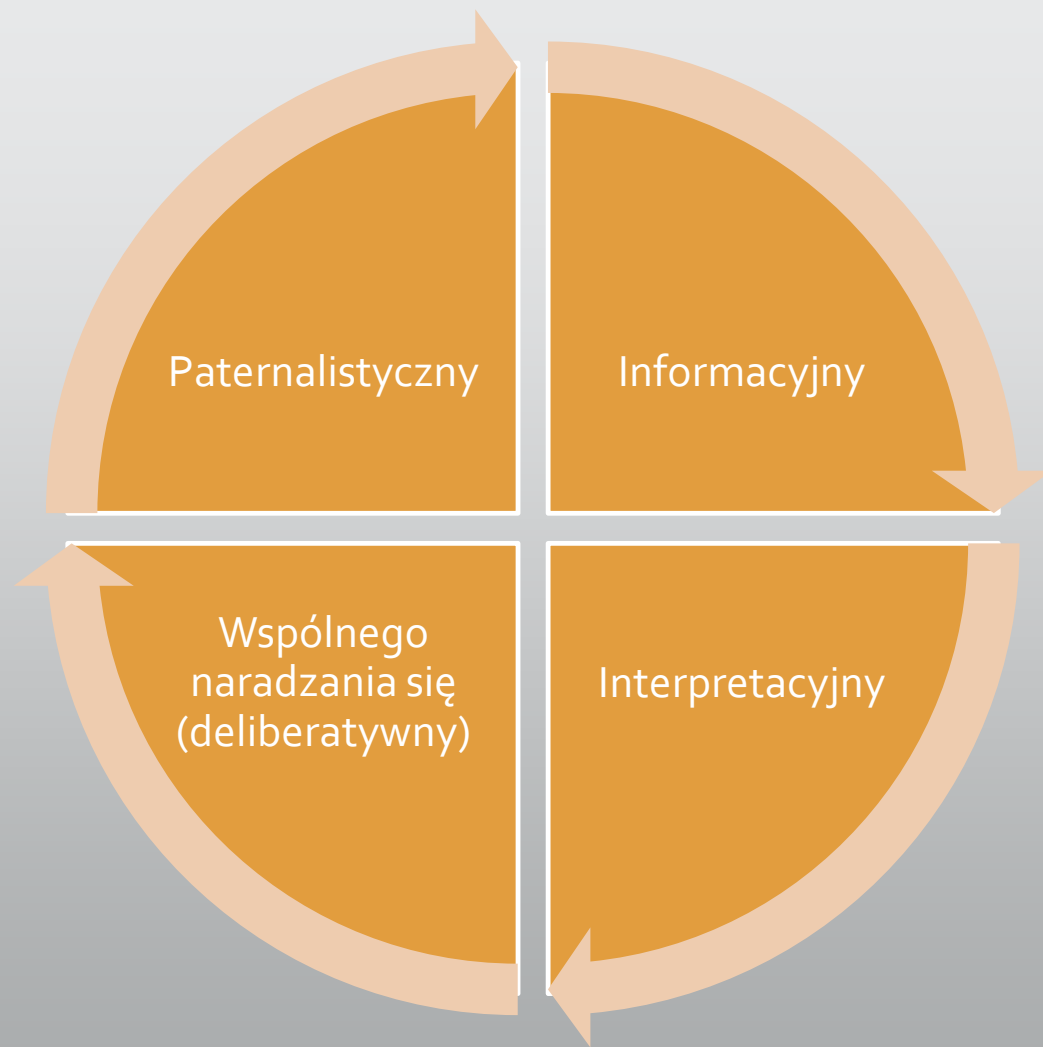 Paternalistyczny
Informacyjny
Wspólnego
naradzania się
(deliberatywny)
Interpretacyjny